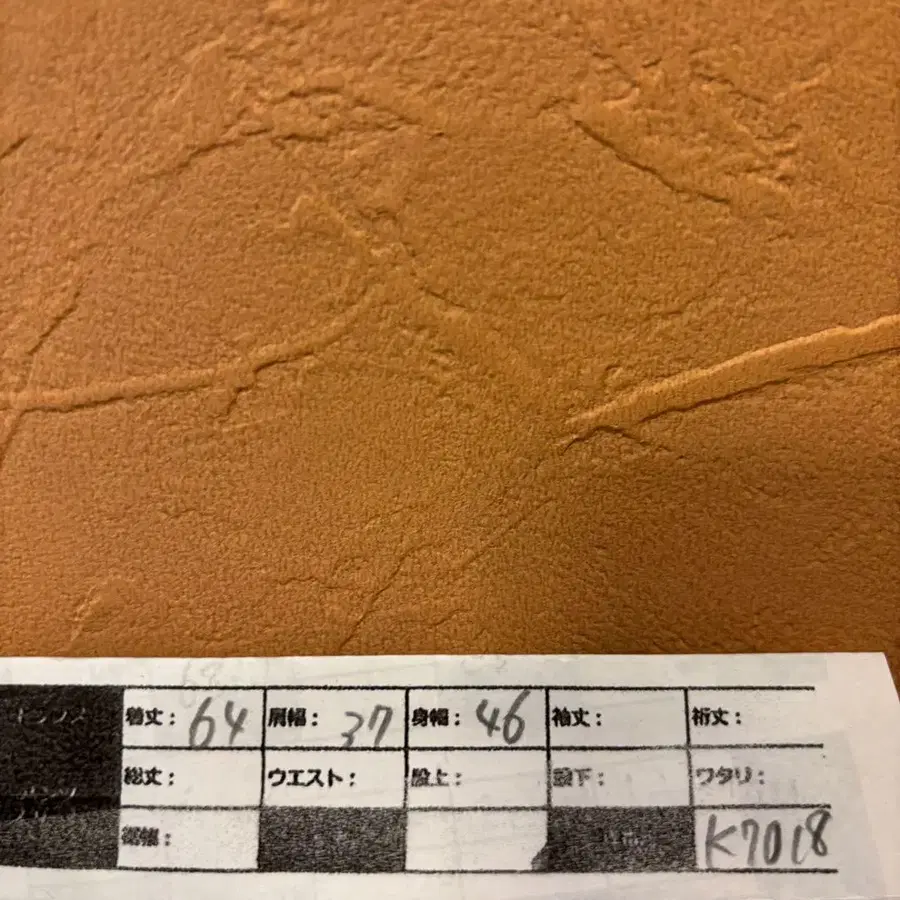 着丈： 64 肩幅： 37 身幅： 46 袖丈： 裄丈：
総丈： ウエスト： 股上： 股下： ワタリ：
裾幅： K7018